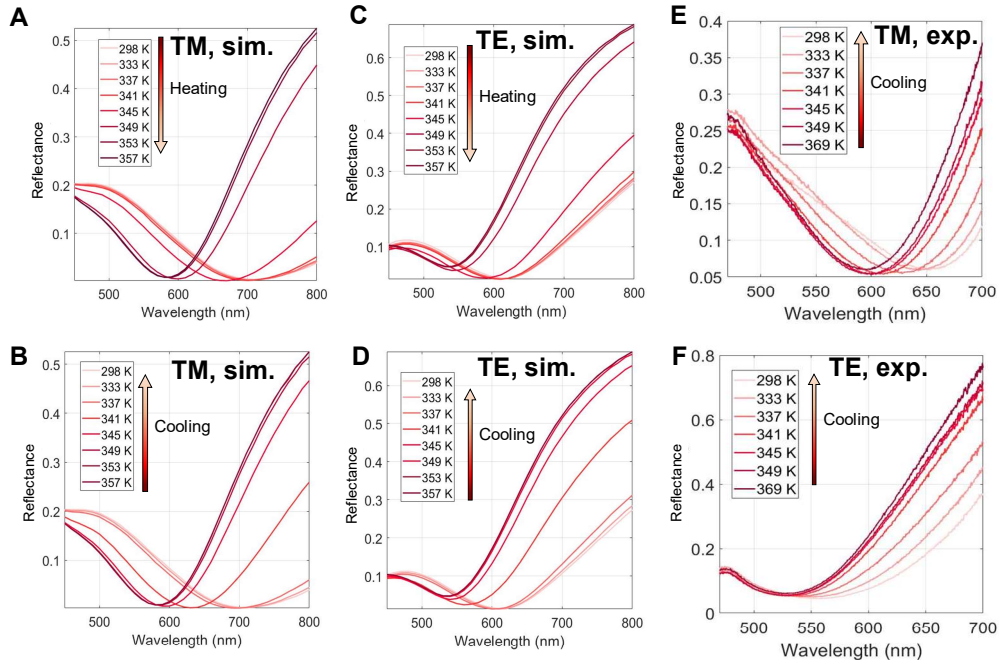 A
TM, sim.
298 K
333 K
337 K
341 K
345 K
349 K
353 K
357 K
Heating
Reflectance
0.5
0.4
0.3
0.2
0.1
500
600
700
800
Wavelength (nm)
C
TE, sim.
298 K
333 K
337 K
341 K
345 K
349 K
353 K
357 K
Heating
Reflectance
0.6
0.5
0.4
0.3
0.2
0.1
500
600
700
800
Wavelength (nm)
E
TM, exp.
298 K
333 K
337 K
341 K
345 K
349 K
369 K
Cooling
Reflectance
0.4
0.35
0.3
0.25
0.2
0.15
0.1
0.05
500
550
600
650
700
Wavelength (nm)
B
TM, sim.
298 K
333 K
337 K
341 K
345 K
349 K
353 K
357 K
Cooling
Reflectance
0.5
0.4
0.3
0.2
0.1
500
600
700
800
Wavelength (nm)
D
TE, sim.
298 K
333 K
337 K
341 K
345 K
349 K
353 K
357 K
Cooling
Reflectance
0.6
0.5
0.4
0.3
0.2
0.1
500
600
700
800
Wavelength (nm)
F
TE, exp.
298 K
333 K
337 K
341 K
345 K
349 K
369 K
Cooling
Reflectance
0.8
0.6
0.4
0.2
0
500
550
600
650
700
Wavelength (nm)